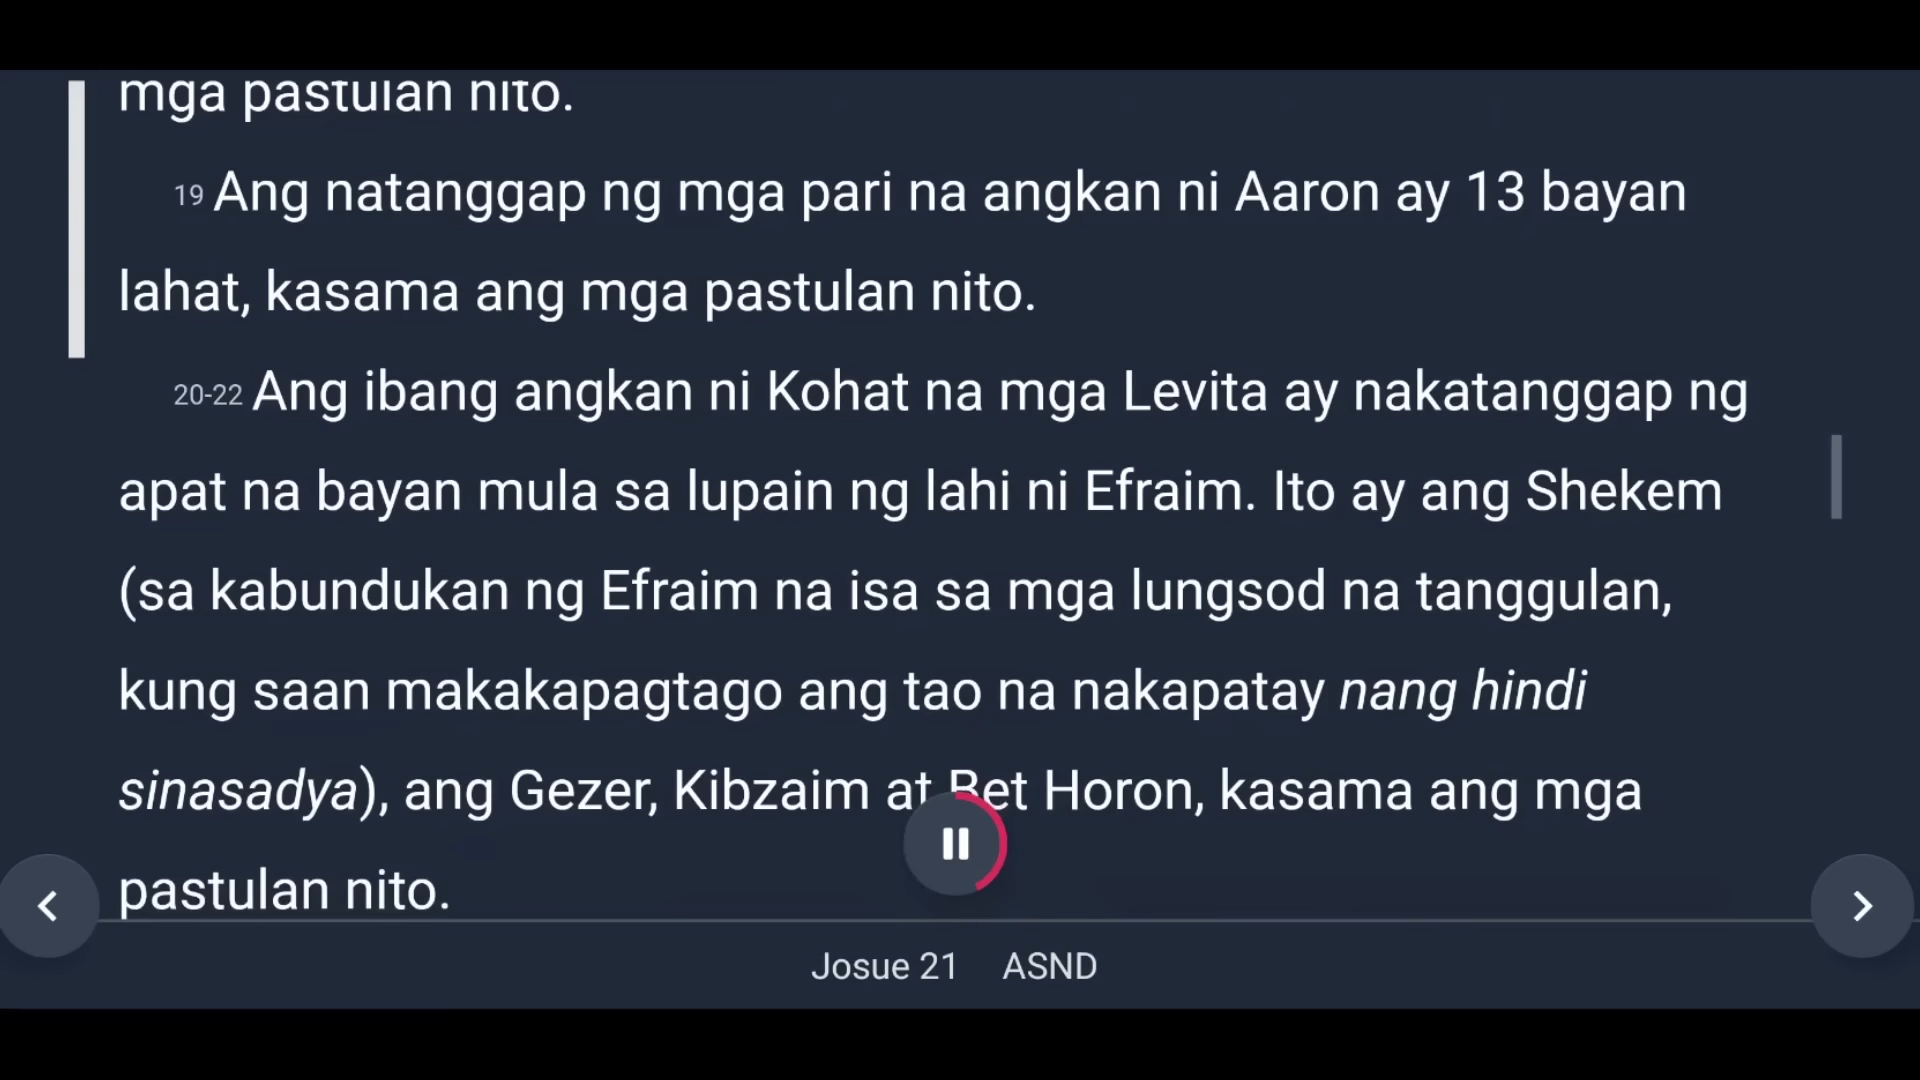 mga pastulan nito.
19 Ang natanggap ng mga pari na angkan ni Aaron ay 13 bayan
lahat, kasama ang mga pastulan nito.
20-22 Ang ibang angkan ni Kohat na mga Levita ay nakatanggap ng
apat na bayan mula sa lupain ng lahi ni Efraim. Ito ay ang Shekem
(sa kabundukan ng Efraim na isa sa mga lungsod na tanggulan,
kung saan makakapagtago ang tao na nakapatay nang hindi
sinasadya), ang Gezer, Kibzaim at Bet Horon, kasama ang mga
pastulan nito.
Josue 21 ASND